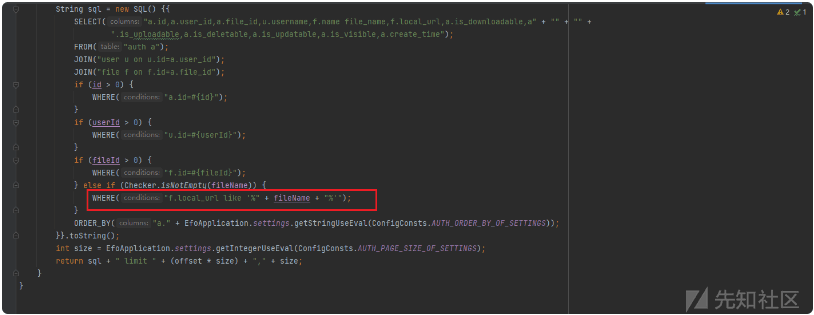 2 1
String sql = new SQL() {{
SELECT( columns: "a.id,a.user_id,a.file_id,u.username,f.name file_name,f.local_url,a.is_downloadable,a" + "" + "" +
".is_uploadable,a.is_deletable,a.is_updatable,a.is_visible,a.create_time");
FROM( table: "auth a");
JOIN("user u on u.id=a.user_id");
JOIN("file f on f.id=a.file_id");
if (id > 0) {
WHERE( conditions: "a.id=#{id}");
}
if (userId > 0) {
WHERE( conditions: "u.id=#{userId}");
}
if (fileId > 0) {
WHERE( conditions: "f.id=#{fileId}");
} else if (Checker.isNotEmpty(fileName)) {
WHERE( conditions: "f.local_url like '%" + fileName + "%'");
}
ORDER_BY( columns: "a." + EfoApplication.settings.getStringUseEval(ConfigConsts.AUTH_ORDER_BY_OF_SETTINGS));
}}.toString();
int size = EfoApplication.settings.getIntegerUseEval(ConfigConsts.AUTH_PAGE_SIZE_OF_SETTINGS);
return sql + " limit " + (offset * size) + "," + size;
}
}
先知社区